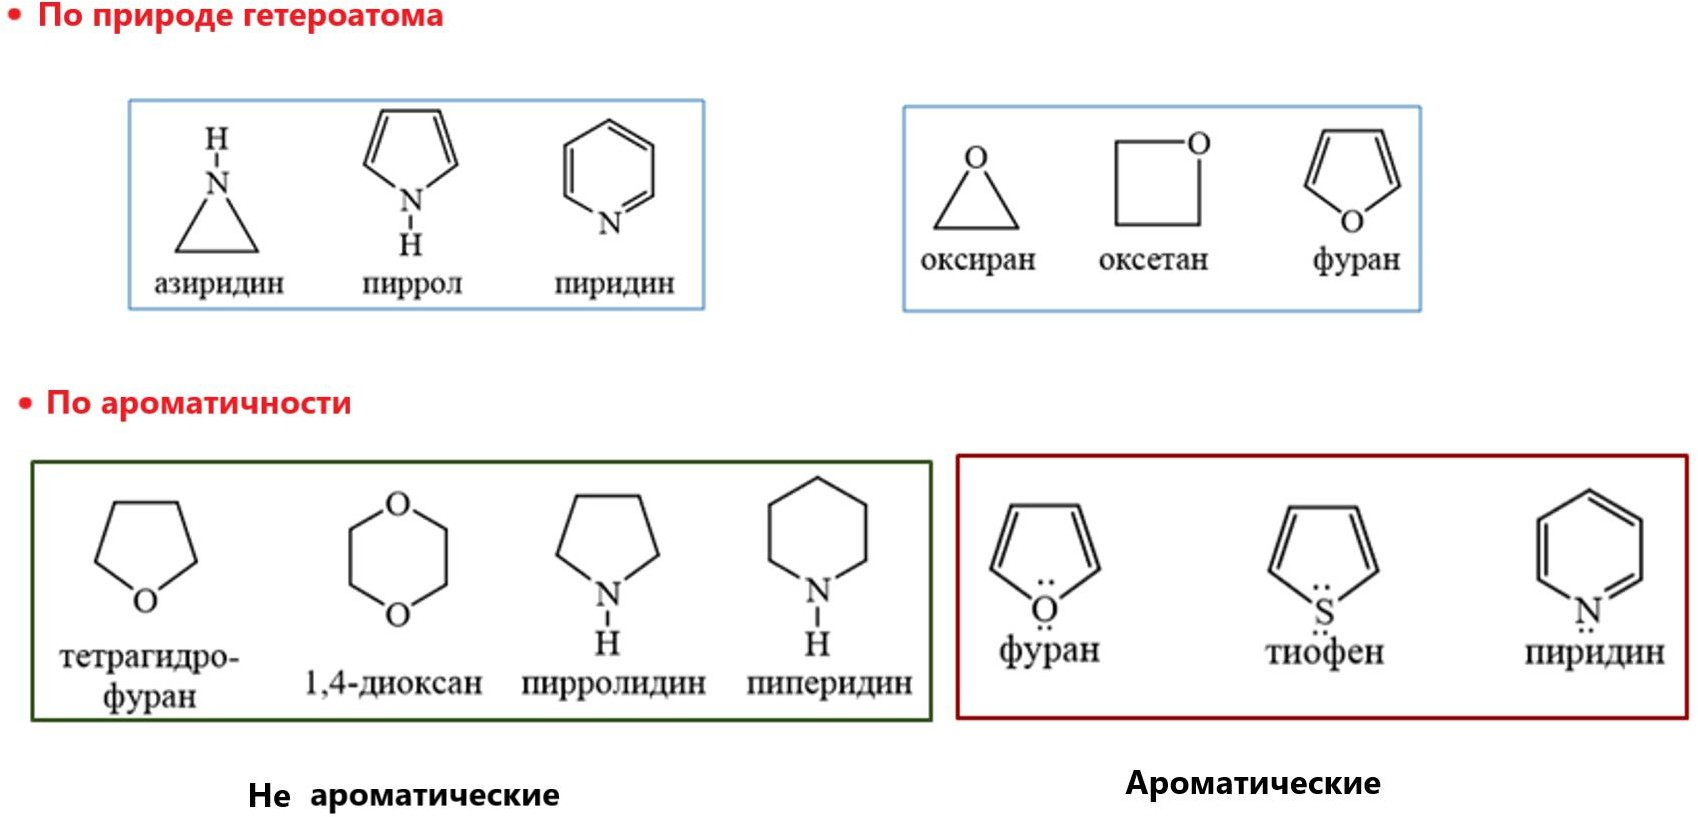 • По природе гетероатома
H
N
N
H
N
O
O
O
азиридин пиррол пиридин
оксиран оксетан фуран
• По ароматичности
O
O
O
N
H
N
H
O
S
N
тетрагидро-
фуран
1,4-диоксан пирролидин пиперидин
фуран тиофен пиридин
Не ароматические
Ароматические